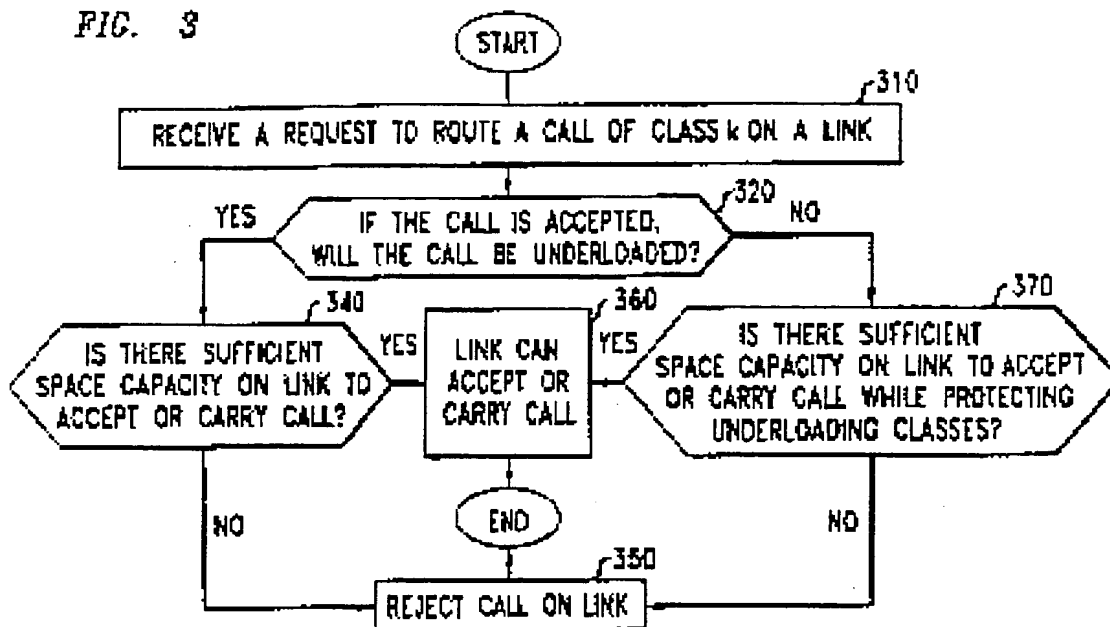 FIG. 3
START
310
RECEIVE A REQUEST TO ROUTE A CALL OF CLASS k ON A LINK
320
YES
IF THE CALL IS ACCEPTED,
WILL THE CALL BE UNDERLOADED?
NO
340
IS THERE SUFFICIENT
SPACE CAPACITY ON LINK TO
ACCEPT OR CARRY CALL?
YES
360
LINK CAN
ACCEPT OR
CARRY CALL
YES
370
IS THERE SUFFICIENT
SPACE CAPACITY ON LINK TO ACCEPT
OR CARRY CALL WHILE PROTECTING
UNDERLOADING CLASSES?
NO
END
NO
350
REJECT CALL ON LINK